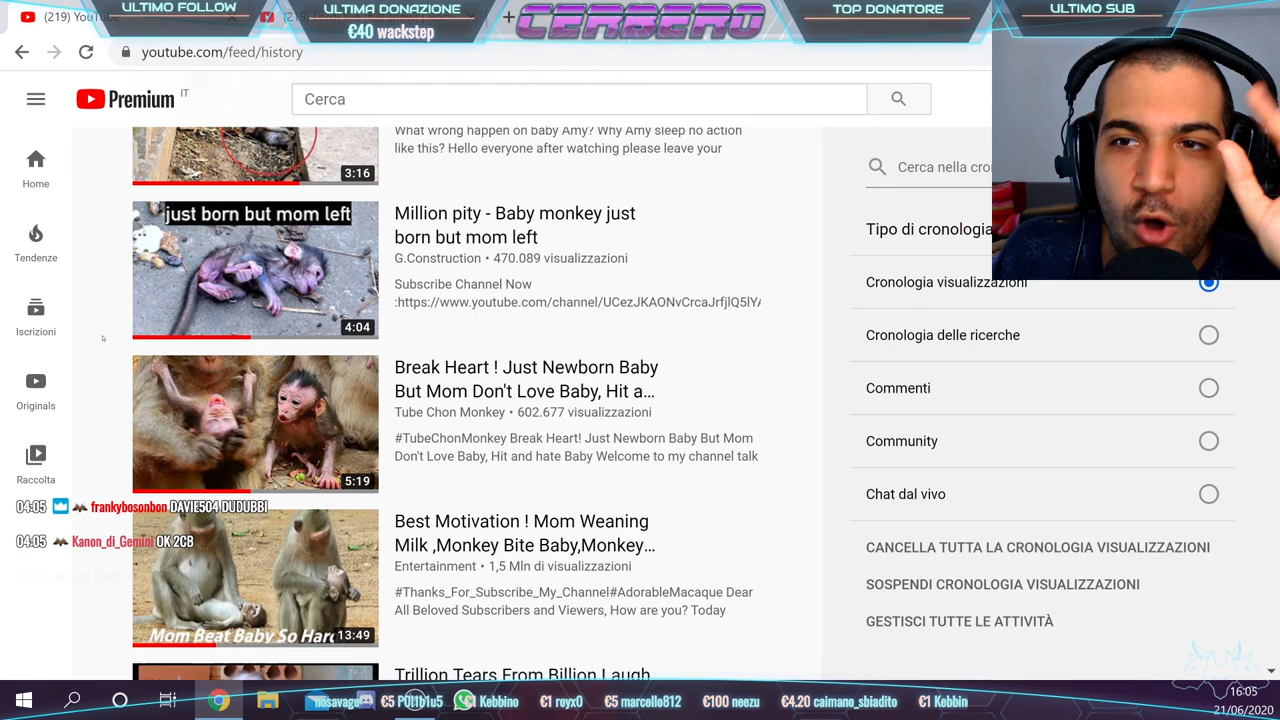 ULTIMO FOLLOW
ULTIMA DONAZIONE
€40 wackstep
CERBERO
TOP DONATORE
ULTIMO SUB
(219) YouTube
youtube.com/feed/history
Premium IT
Cerca
Home
Tendenze
Iscrizioni
Originals
Raccolta
3:16
What wrong happen on baby Amy? Why Amy sleep no action
like this? Hello everyone after watching please leave your
just born but mom left
4:04
Million pity - Baby monkey just
born but mom left
G.Construction • 470.089 visualizzazioni
Subscribe Channel Now
5:19
Break Heart ! Just Newborn Baby
But Mom Don't Love Baby, Hit a...
Tube Chon Monkey • 602.677 visualizzazioni
#TubeChonMonkey Break Heart! Just Newborn Baby But Mom
Don't Love Baby, Hit and hate Baby Welcome to my channel talk
04:05 frankybosonbon DAVIE504 DUDUBBI
04:05 Kanon_di_Gemini OK 2CB
Mom Beat Baby So Hard
13:49
Best Motivation ! Mom Weaning
Milk ,Monkey Bite Baby,Monkey...
Entertainment • 1,5 Mln di visualizzazioni
#Thanks_For_Subscribe_My_Channel#AdorableMacaque Dear
All Beloved Subscribers and Viewers, How are you? Today
Trillion Tears From Billion Laugh
Cerca nella cro
Tipo di cronologia
Cronologia visualizzazioni
Cronologia delle ricerche
Commenti
Community
Chat dal vivo
CANCELLA TUTTA LA CRONOLOGIA VISUALIZZAZIONI
SOSPENDI CRONOLOGIA VISUALIZZAZIONI
GESTISCI TUTTE LE ATTIVITÀ
nosavage €5 P0l1b1u5 €4 Kebbino €1 royx0 €5 marcello812 €100 neezu €4.20 caimano_sbiadito €1 Kebbin
16:05
21/06/2020